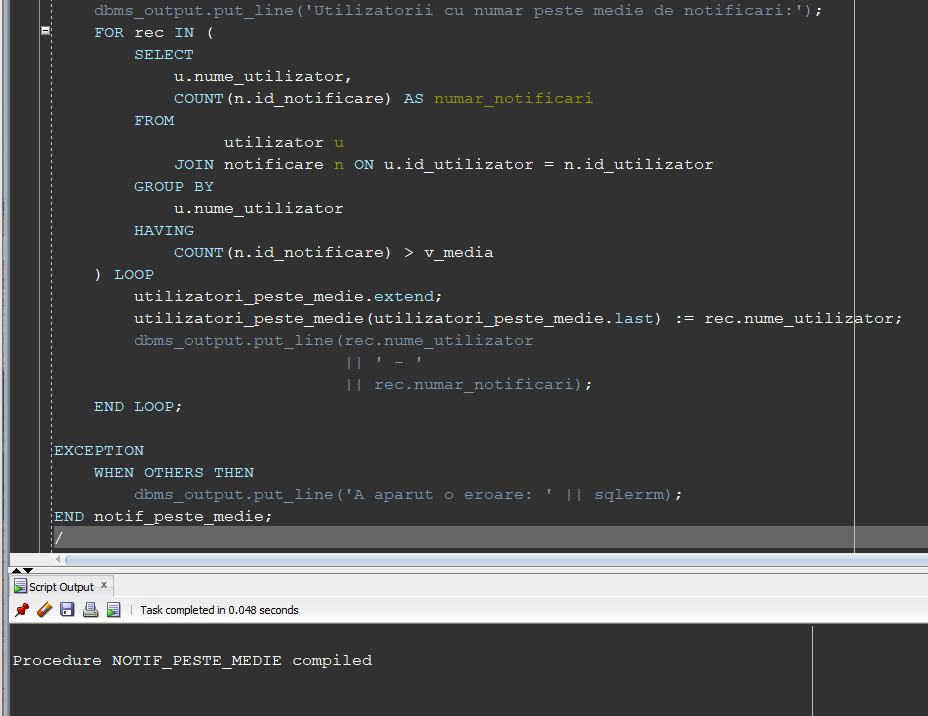 dbms_output.put_line('Utilizatorii cu numar peste medie de notificari:');
    FOR rec IN (
        SELECT
            u.nume_utilizator,
            COUNT(n.id_notificare) AS numar_notificari
        FROM
                 utilizator u
            JOIN notificare n ON u.id_utilizator = n.id_utilizator
        GROUP BY
            u.nume_utilizator
        HAVING
            COUNT(n.id_notificare) > v_media
    ) LOOP
        utilizatori_peste_medie.extend;
        utilizatori_peste_medie(utilizatori_peste_medie.last) := rec.nume_utilizator;
        dbms_output.put_line(rec.nume_utilizator
                             || ' - '
                             || rec.numar_notificari);
    END LOOP;
EXCEPTION
    WHEN OTHERS THEN
        dbms_output.put_line('A aparut o eroare: ' || sqlerrm);
END notif_peste_medie;
/
Script Output x
Task completed in 0.048 seconds
Procedure NOTIF_PESTE_MEDIE compiled